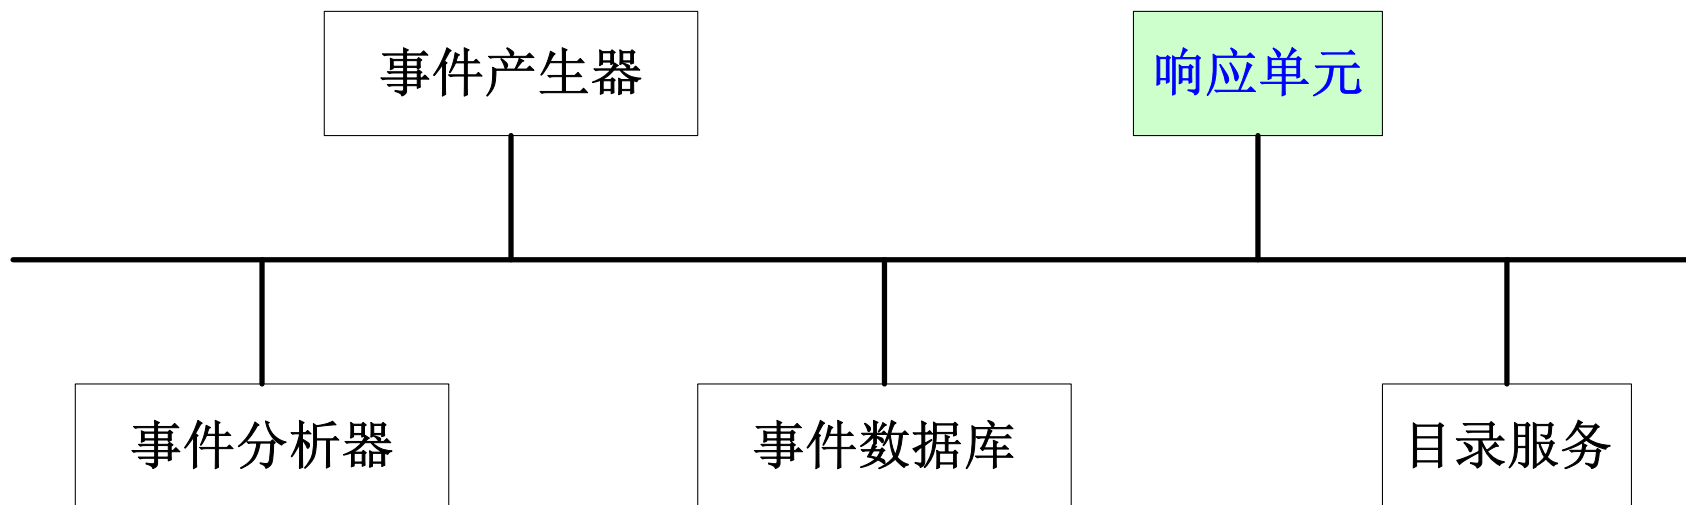 事件产生器
响应单元
事件分析器
事件数据库
目录服务